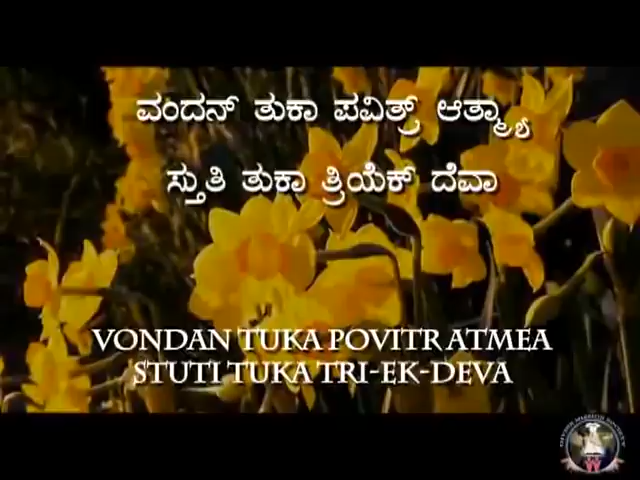 ವಂದನ್ ತುಕಾ ಪವಿತ್ರ್ ಆತ್ಮ್ಯಾ
ಸ್ತುತಿ ತುಕಾ ತ್ರಿಯೆಕ್ ದೆವಾ
VONDAN TUKA POVITR ATMEA
STUTI TUKA TRI-EK-DEVA